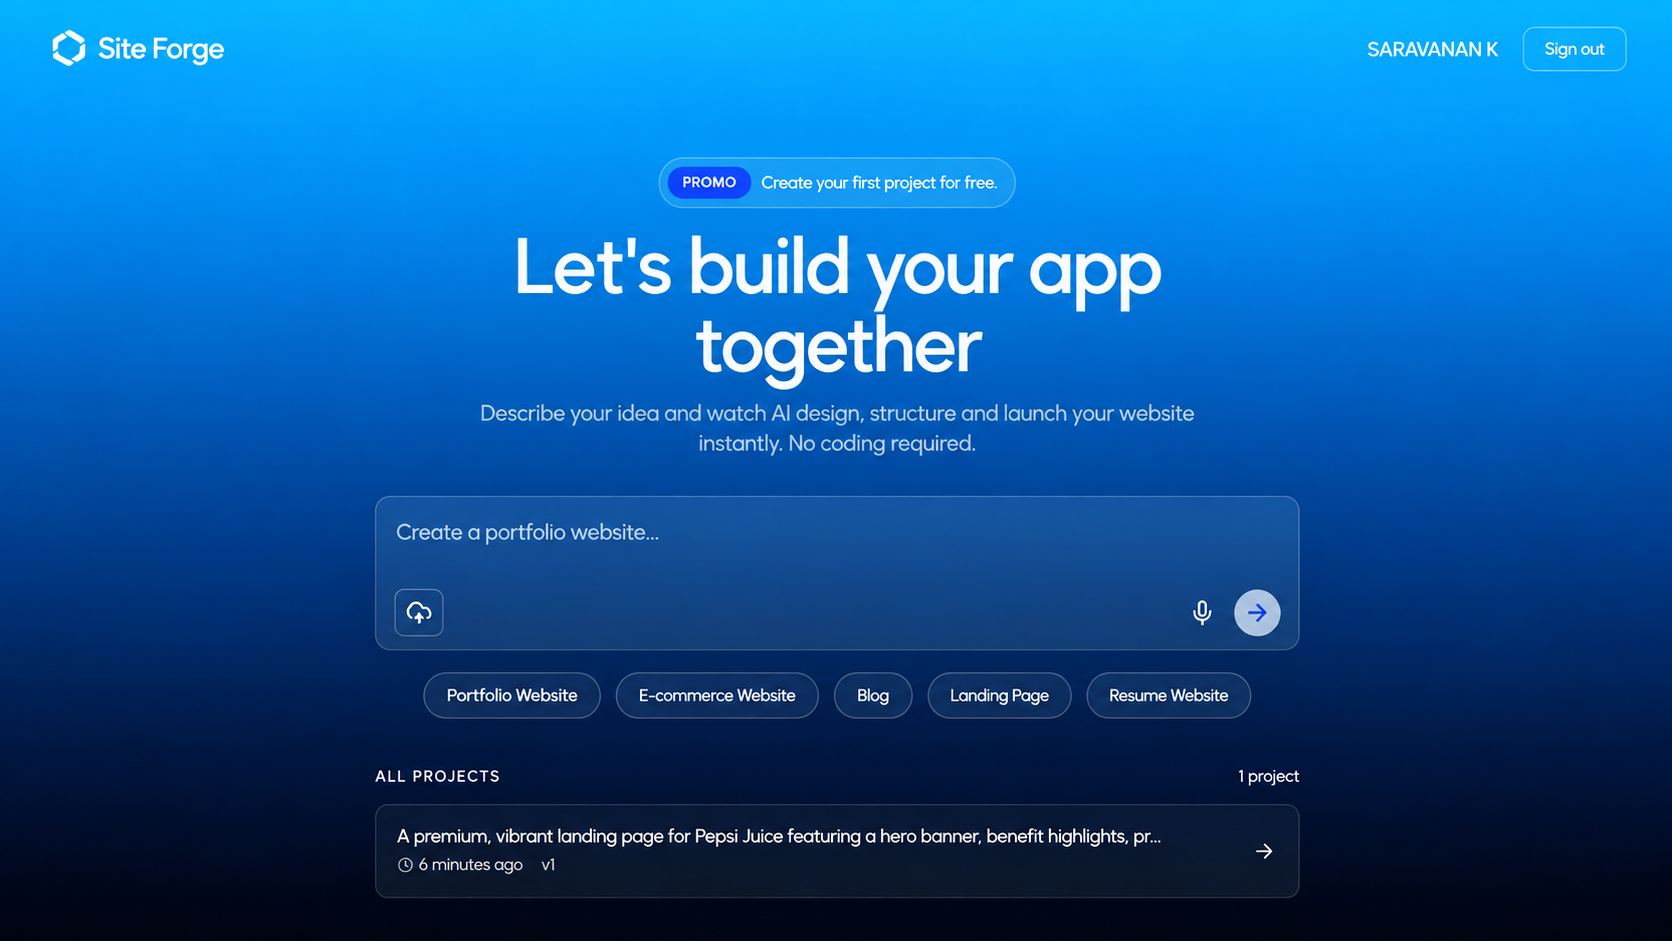 Site Forge
SARAVANAN K
Sign out
PROMO
Create your first project for free.
Let's build your app
together
Describe your idea and watch AI design, structure and launch your website
instantly. No coding required.
Create a portfolio website...
Portfolio Website
E-commerce Website
Blog
Landing Page
Resume Website
ALL PROJECTS
1 project
A premium, vibrant landing page for Pepsi Juice featuring a hero banner, benefit highlights, pr...
6 minutes ago
v1